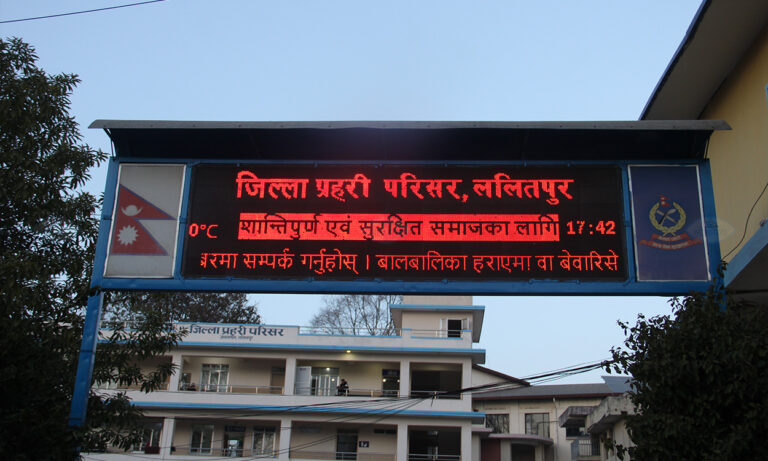 जिल्ला प्रहरी परिसर, ललितपुर
0°C शान्तिपुर्ण एवं सुरक्षित समाजका लागि 17:42
बरमा सम्पर्क गर्नुहोस् । बालबालिका हराएमा वा बेवारिसे
जिल्ला प्रहरी परिसर